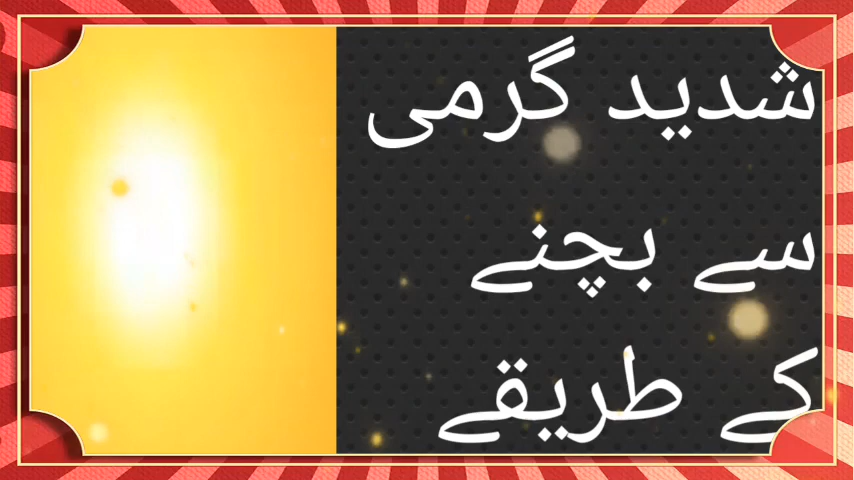 شدید گرمی
سے بچنے
کے طریقے